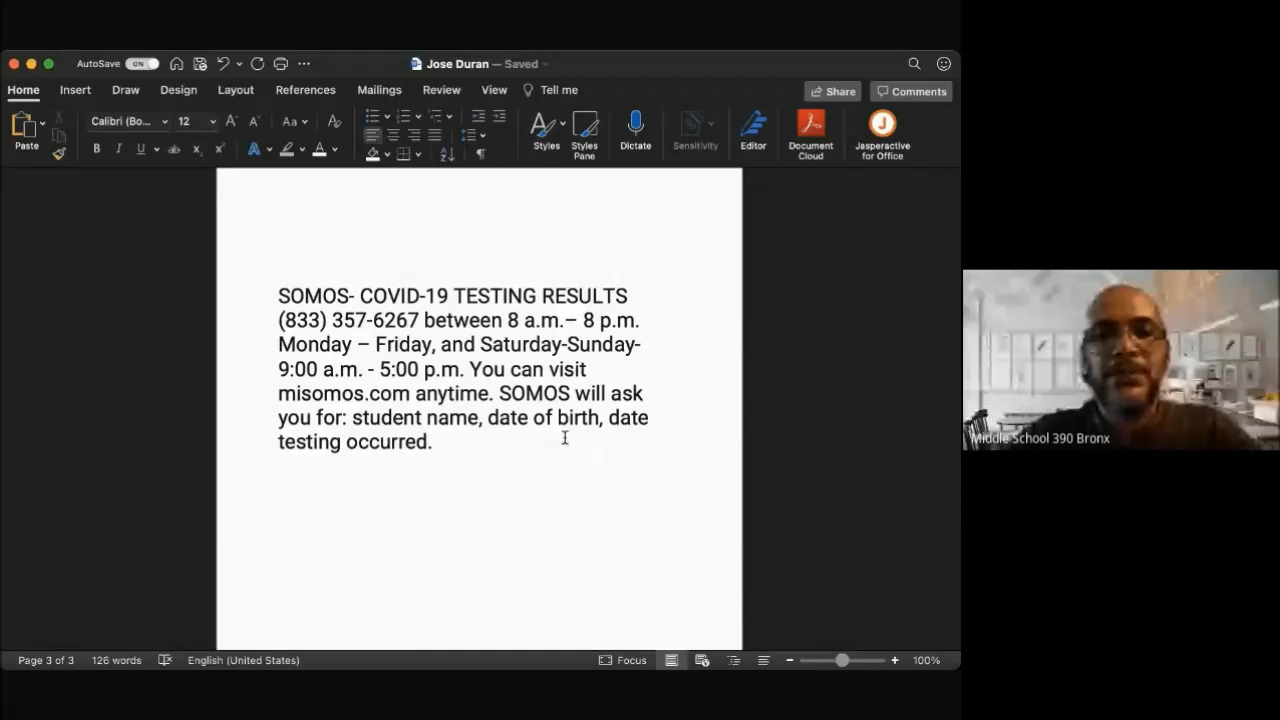 AutoSave ON
Jose Duran — Saved
Home Insert Draw Design Layout References Mailings Review View Tell me
Share Comments
Paste
Calibri (Bo... 12
Aa
B I U ab x₂ x²
Styles
Styles Pane
Dictate
Sensitivity
Editor
Document Cloud
Jasperactive for Office
SOMOS- COVID-19 TESTING RESULTS
(833) 357-6267 between 8 a.m.– 8 p.m.
Monday – Friday, and Saturday-Sunday-
9:00 a.m. - 5:00 p.m. You can visit
misomos.com anytime. SOMOS will ask
you for: student name, date of birth, date
testing occurred.
Middle School 390 Bronx
Page 3 of 3 126 words English (United States) Focus 100%